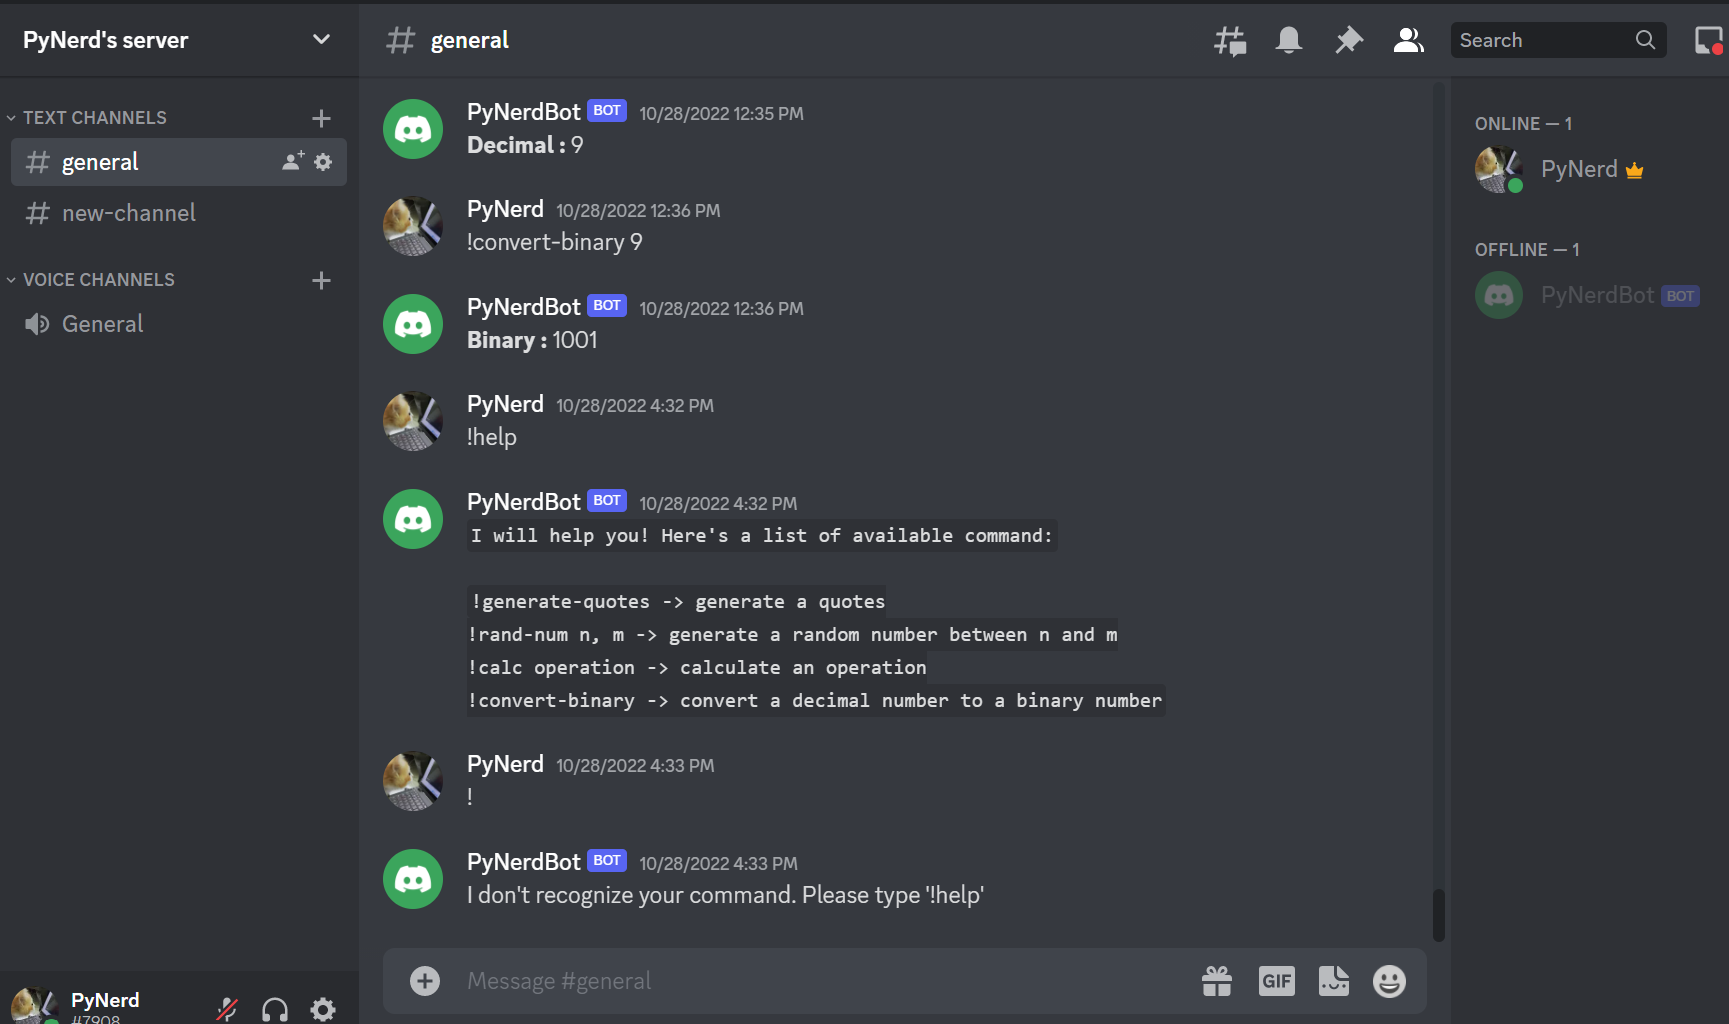 PyNerd's server
general
Search
TEXT CHANNELS
general
new-channel
VOICE CHANNELS
General
PyNerdBot BOT 10/28/2022 12:35 PM
Decimal : 9
PyNerd 10/28/2022 12:36 PM
!convert-binary 9
PyNerdBot BOT 10/28/2022 12:36 PM
Binary : 1001
PyNerd 10/28/2022 4:32 PM
!help
PyNerdBot BOT 10/28/2022 4:32 PM
I will help you! Here's a list of available command:
!generate-quotes -> generate a quotes
!rand-num n, m -> generate a random number between n and m
!calc operation -> calculate an operation
!convert-binary -> convert a decimal number to a binary number
PyNerd 10/28/2022 4:33 PM
!
PyNerdBot BOT 10/28/2022 4:33 PM
I don't recognize your command. Please type '!help'
Message #general
GIF
ONLINE — 1
PyNerd
OFFLINE — 1
PyNerdBot BOT
PyNerd
#7908